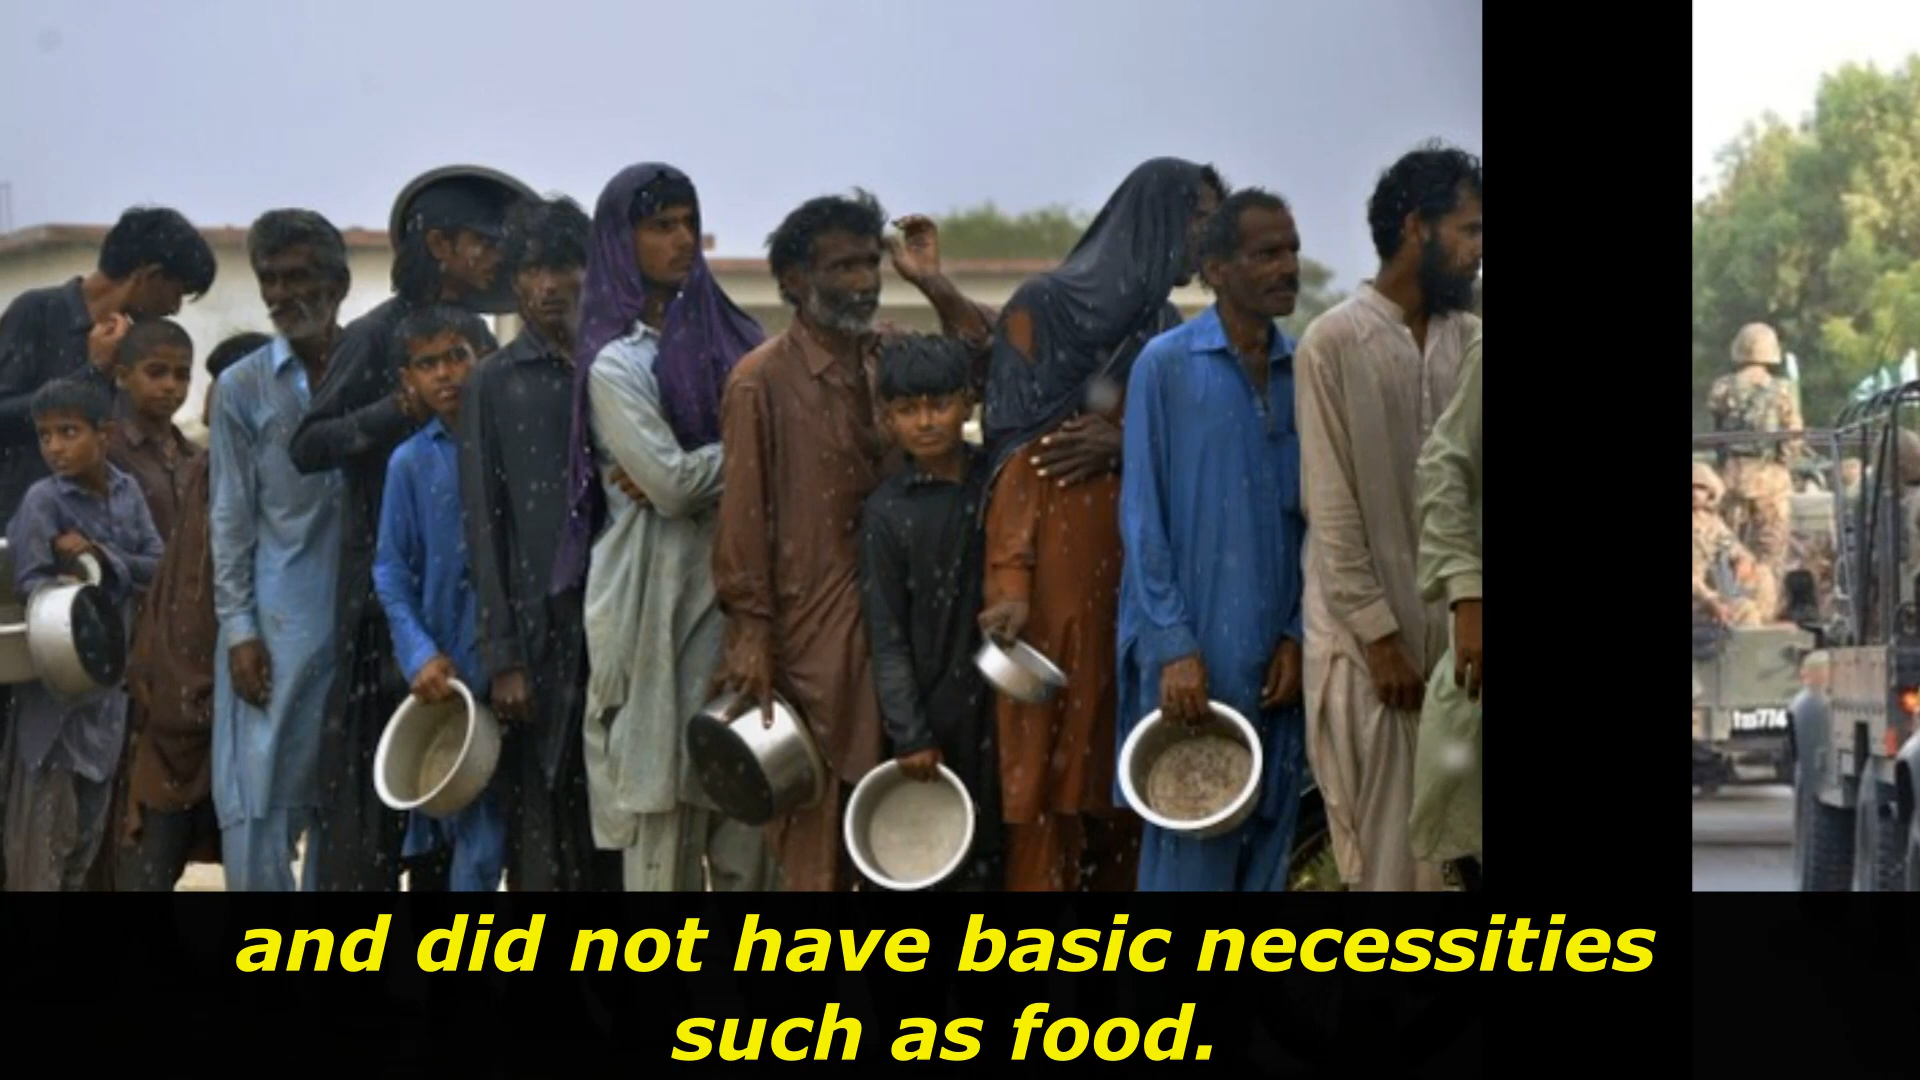 and did not have basic necessities
such as food.